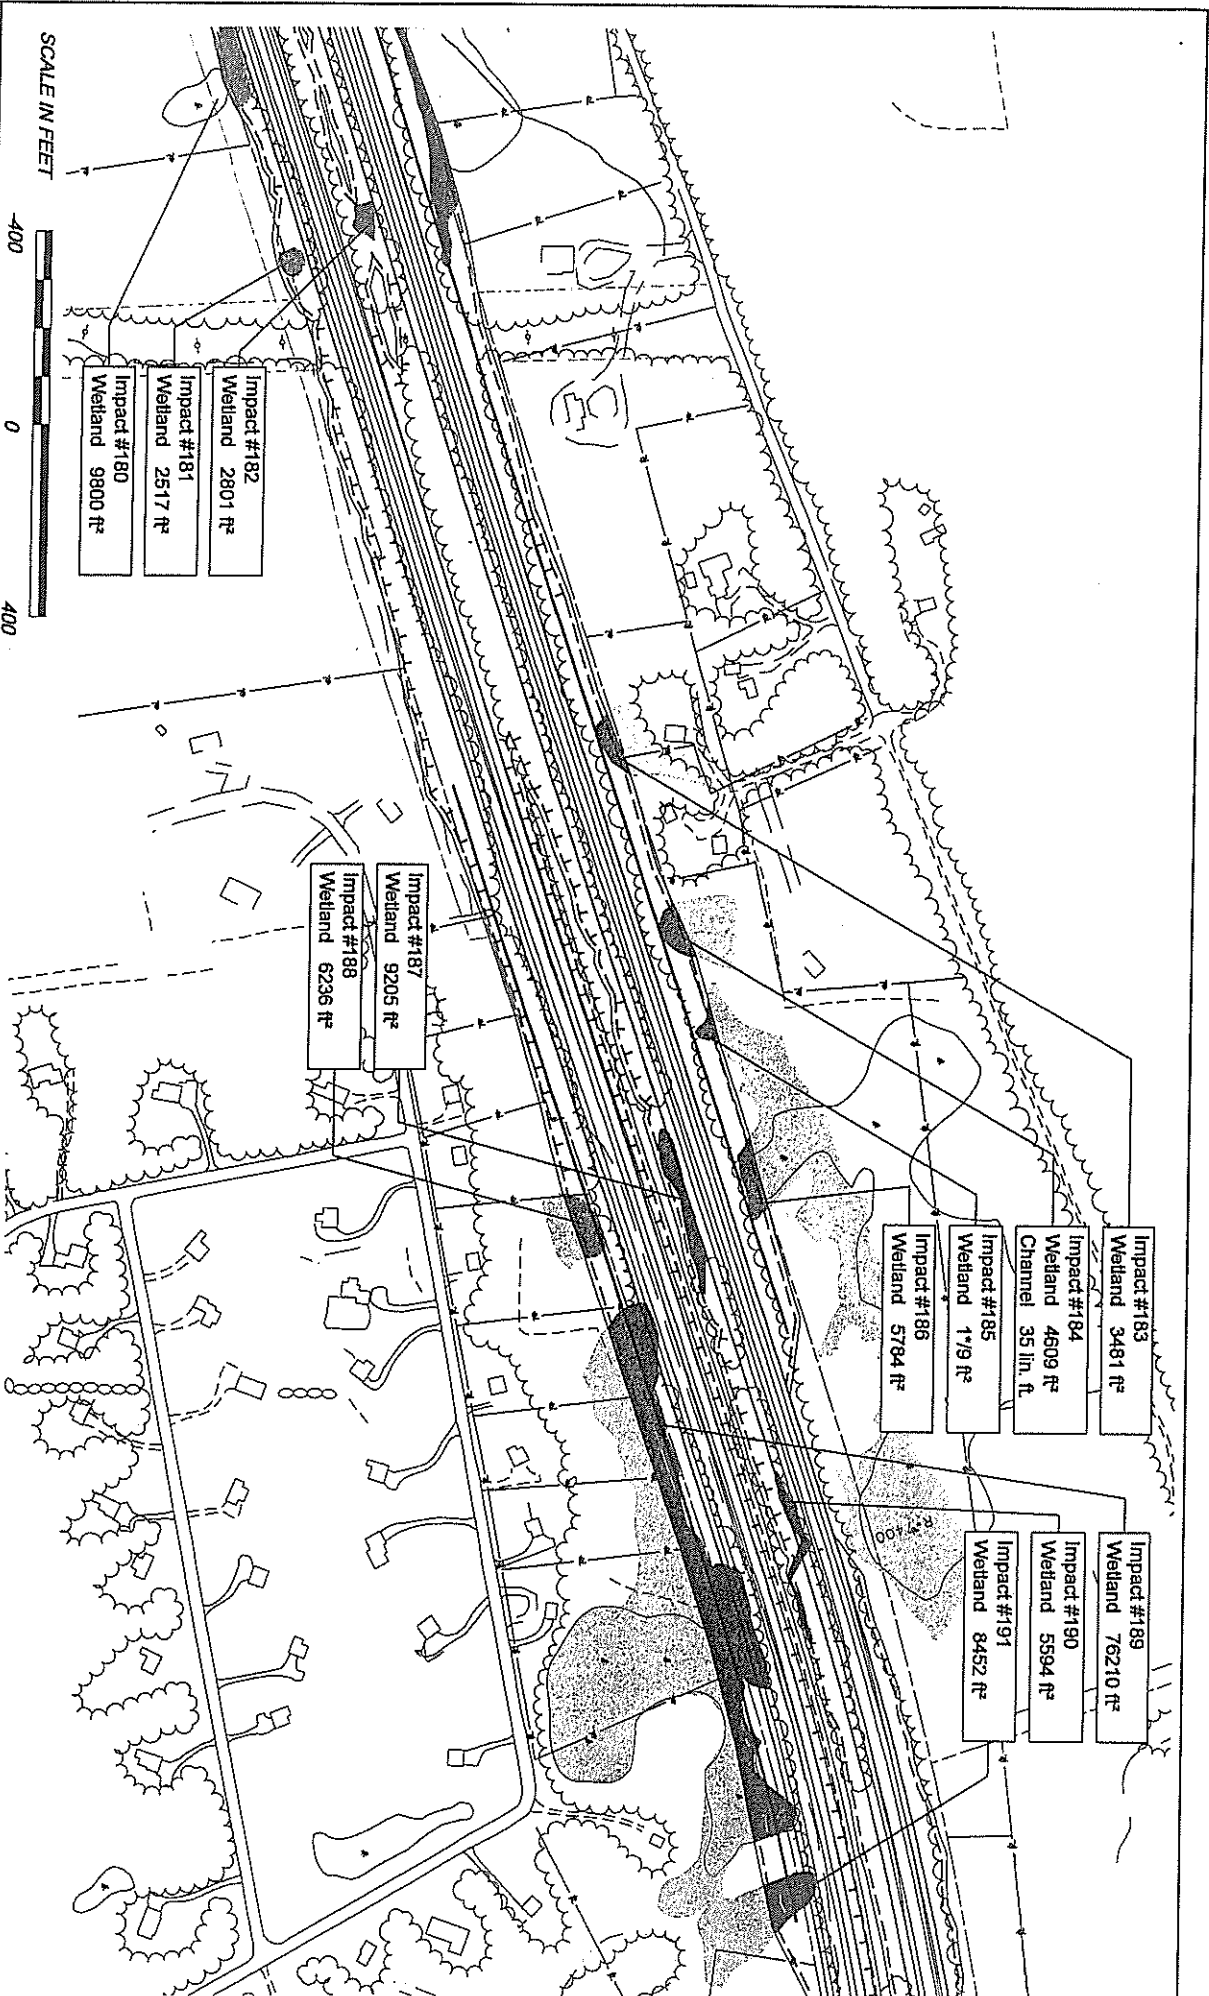 Impact #182
Wetland 2801 ft²
Impact #181
Wetland 2517 ft²
Impact #180
Wetland 9800 ft²
SCALE IN FEET
-400
0
400
Impact #187
Wetland 9205 ft²
Impact #188
Wetland 6236 ft²
Impact #183
Wetland 3481 ft²
Impact #184
Wetland 4609 ft²
Channel 35 lin. ft.
Impact #185
Wetland 1*/9 ft²
Impact #186
Wetland 5784 ft²
Impact #189
Wetland 76210 ft²
Impact #190
Wetland 5594 ft²
Impact #191
Wetland 8452 ft²